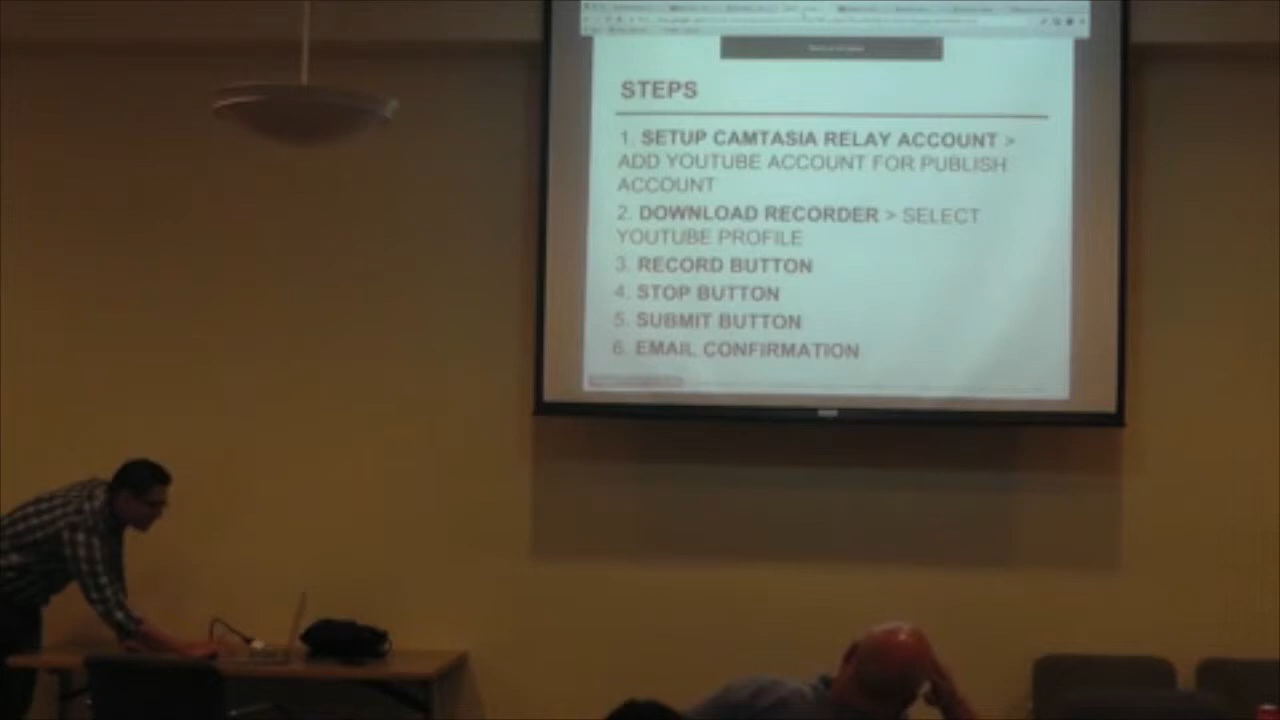 STEPS
1. SETUP CAMTASIA RELAY ACCOUNT >
ADD YOUTUBE ACCOUNT FOR PUBLISH
ACCOUNT
2. DOWNLOAD RECORDER > SELECT
YOUTUBE PROFILE
3. RECORD BUTTON
4. STOP BUTTON
5. SUBMIT BUTTON
6. EMAIL CONFIRMATION